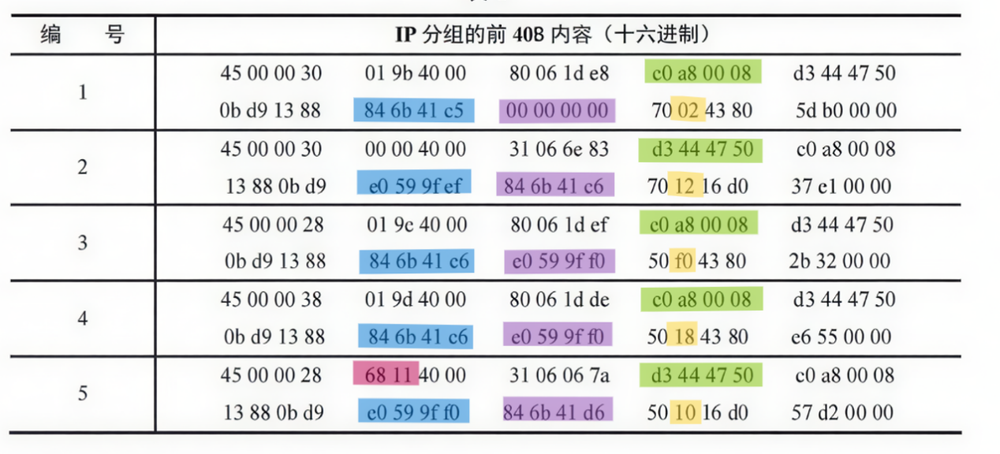 编 号 IP 分组的前 40B 内容（十六进制）
1
45 00 00 30 01 9b 40 00 80 06 1d e8 c0 a8 00 08 d3 44 47 50
0b d9 13 88 84 6b 41 c5 00 00 00 00 70 02 43 80 5d b0 00 00
2
45 00 00 30 00 00 40 00 31 06 6e 83 d3 44 47 50 c0 a8 00 08
13 88 0b d9 e0 59 9f ef 84 6b 41 c6 70 12 16 d0 37 e1 00 00
3
45 00 00 28 01 9c 40 00 80 06 1d ef c0 a8 00 08 d3 44 47 50
0b d9 13 88 84 6b 41 c6 e0 59 9f f0 50 f0 43 80 2b 32 00 00
4
45 00 00 38 01 9d 40 00 80 06 1d de c0 a8 00 08 d3 44 47 50
0b d9 13 88 84 6b 41 c6 e0 59 9f f0 50 18 43 80 e6 55 00 00
5
45 00 00 28 68 11 40 00 31 06 06 7a d3 44 47 50 c0 a8 00 08
13 88 0b d9 e0 59 9f f0 84 6b 41 d6 50 10 16 d0 57 d2 00 00